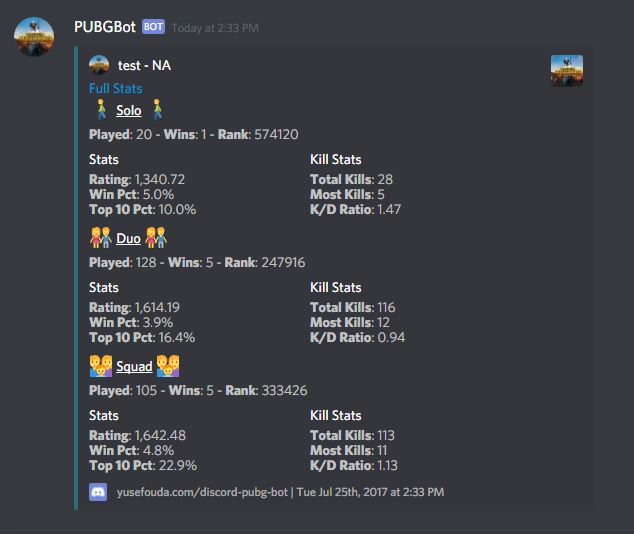 PUBGBot BOT Today at 2:33 PM
test - NA
Full Stats
Solo
Played: 20 - Wins: 1 - Rank: 574120
Stats Kill Stats
Rating: 1,340.72 Total Kills: 28
Win Pct: 5.0% Most Kills: 5
Top 10 Pct: 10.0% K/D Ratio: 1.47
Duo
Played: 128 - Wins: 5 - Rank: 247916
Stats Kill Stats
Rating: 1,614.19 Total Kills: 116
Win Pct: 3.9% Most Kills: 12
Top 10 Pct: 16.4% K/D Ratio: 0.94
Squad
Played: 105 - Wins: 5 - Rank: 333426
Stats Kill Stats
Rating: 1,642.48 Total Kills: 113
Win Pct: 4.8% Most Kills: 11
Top 10 Pct: 22.9% K/D Ratio: 1.13
yusefouda.com/discord-pubg-bot | Tue Jul 25th, 2017 at 2:33 PM